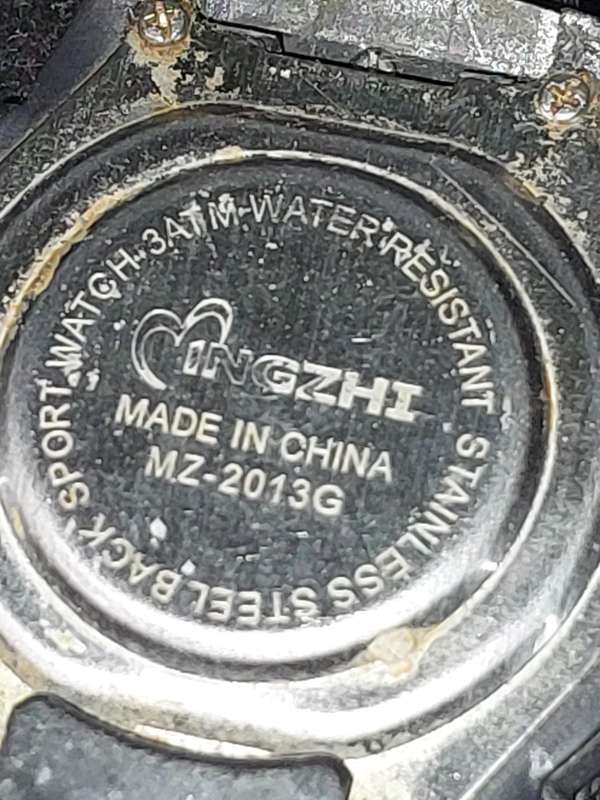 SPORT WATCH 3ATM-WATER RESISTANT STAINLESS STEEL BACK
MINGZHI
MADE IN CHINA
MZ-2013G